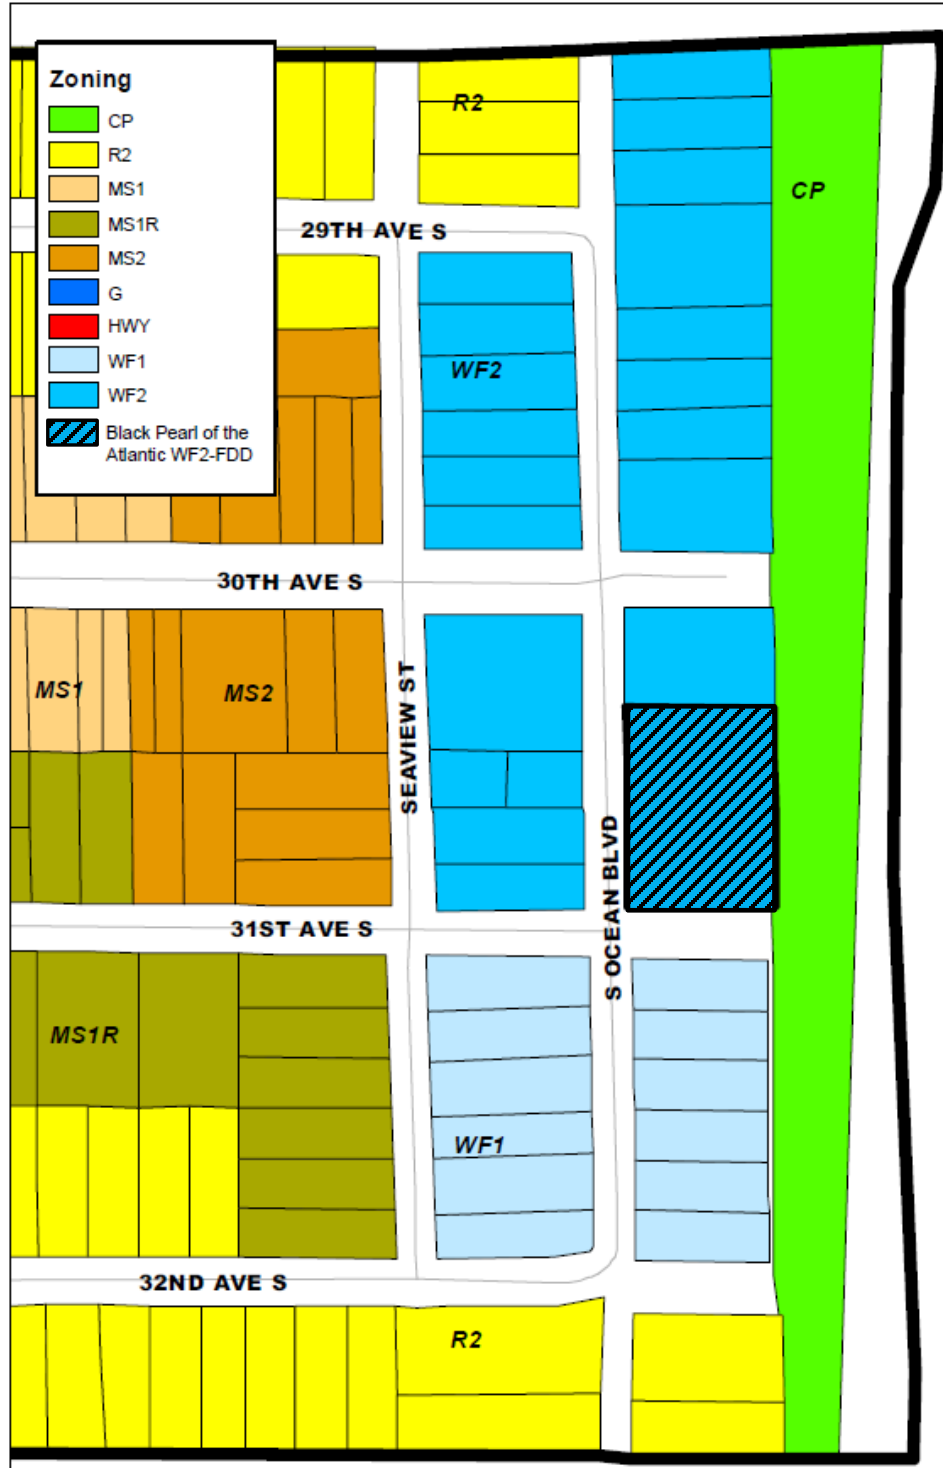 Zoning
CP
R2
MS1
MS1R
MS2
G
HWY
WF1
WF2
Black Pearl of the
Atlantic WF2-FDD
R2
CP
29TH AVE S
WF2
30TH AVE S
MS1
MS2
SEAVIEW ST
S OCEAN BLVD
31ST AVE S
MS1R
WF1
32ND AVE S
R2